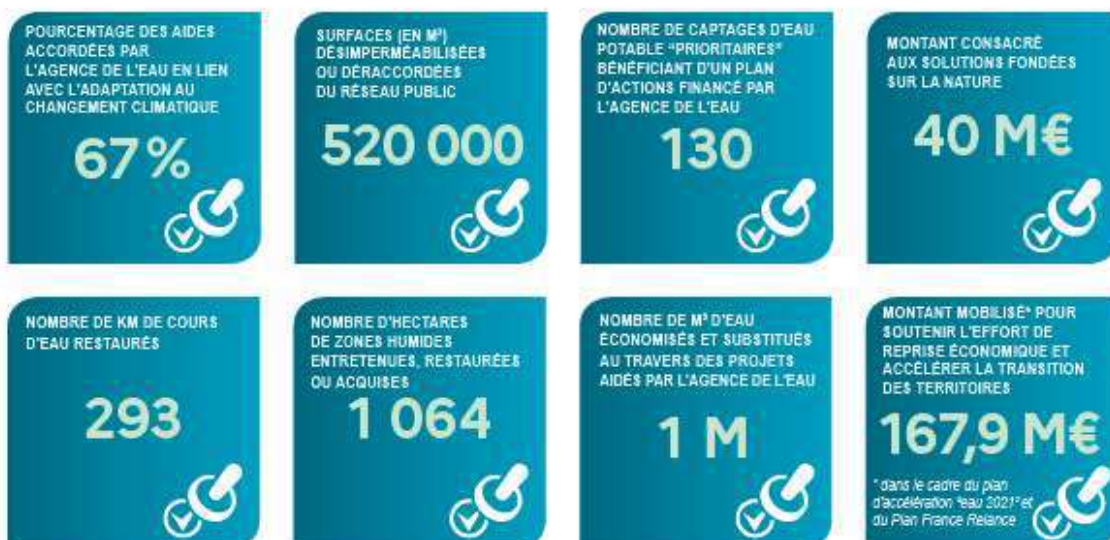 POURCENTAGE DES AIDES
ACCORDÉES PAR
L'AGENCE DE L'EAU EN LIEN
AVEC L'ADAPTATION AU
CHANGEMENT CLIMATIQUE
67%
SURFACES (EN M²)
DÉSIMPERMÉABILISÉES
OU DÉRACCORDÉES
DU RÉSEAU PUBLIC
520 000
NOMBRE DE CAPTAGES D'EAU
POTABLE "PRIORITAIRES"
BÉNÉFICIANT D'UN PLAN
D'ACTIONS FINANCÉ PAR
L'AGENCE DE L'EAU
130
MONTANT CONSACRÉ
AUX SOLUTIONS FONDÉES
SUR LA NATURE
40 M€
NOMBRE DE KM DE COURS
D'EAU RESTAURÉS
293
NOMBRE D'HECTARES
DE ZONES HUMIDES
ENTRETENUES, RESTAURÉES
OU ACQUISES
1 064
NOMBRE DE M³ D'EAU
ÉCONOMISÉS ET SUBSTITUÉS
AU TRAVERS DES PROJETS
AIDÉS PAR L'AGENCE DE L'EAU
1 M
MONTANT MOBILISÉ* POUR
SOUTENIR L'EFFORT DE
REPRISE ÉCONOMIQUE ET
ACCÉLÉRER LA TRANSITION
DES TERRITOIRES
167,9 M€
* dans le cadre du plan
d'accélération "eau 2021" et
du Plan France Relance